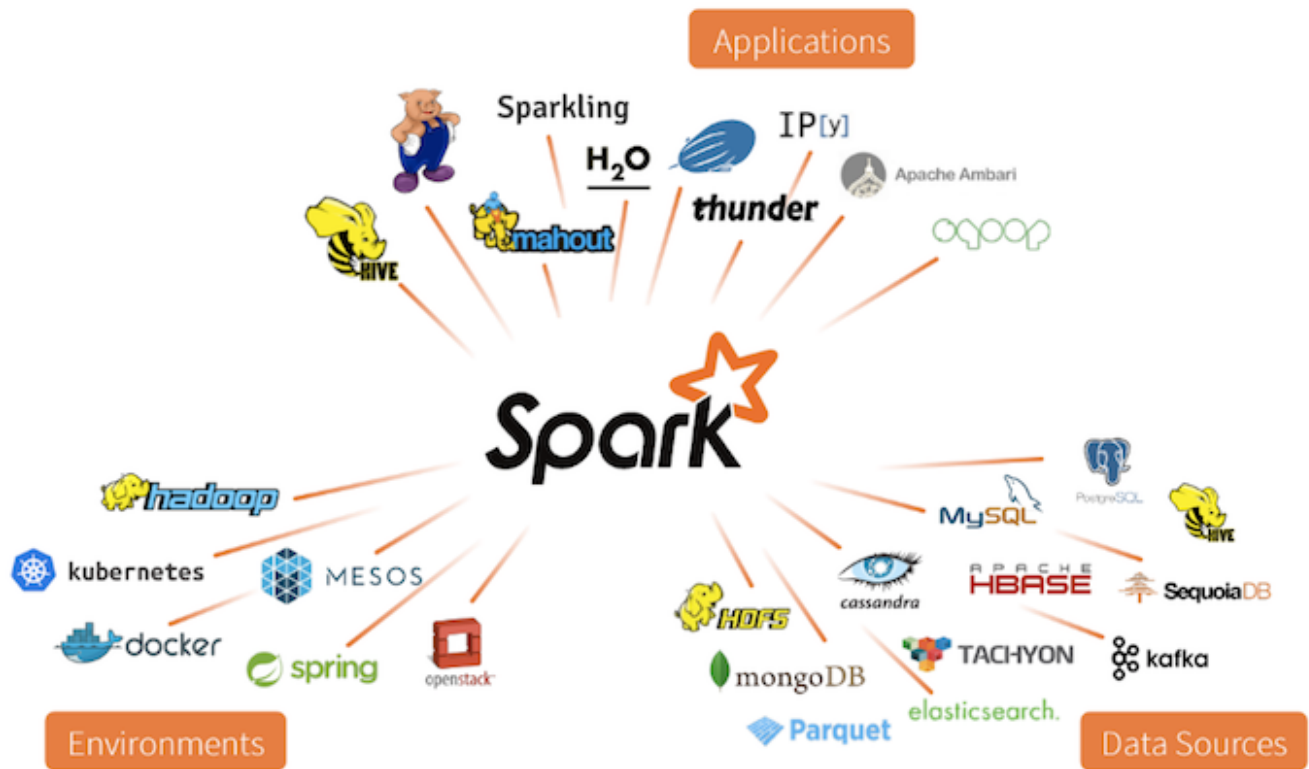 Applications
Sparkling
H₂O
IP[y]
Apache Ambari
thunder
mahout
sqoop
HIVE
Spark
hadoop
kubernetes
MESOS
docker
spring
openstack™
Environments
PostgreSQL
MySQL
HIVE
cassandra
APACHE
HBASE
SequoiaDB
HDFS
TACHYON
kafka
mongoDB
elasticsearch.
Parquet
Data Sources